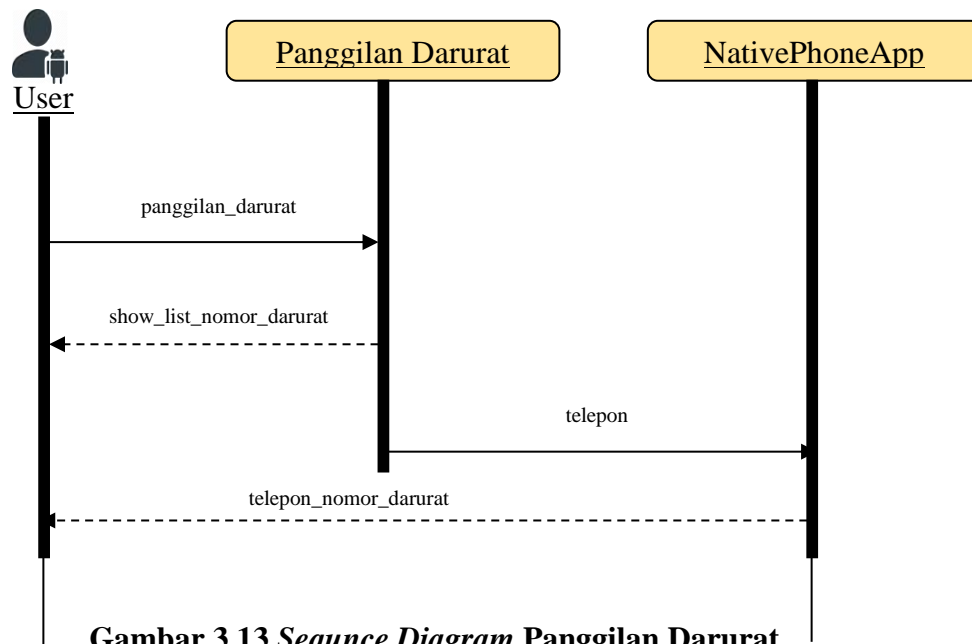 User
Panggilan Darurat
NativePhoneApp
panggilan_darurat
show_list_nomor_darurat
telepon
telepon_nomor_darurat
Gambar 3.13 Sequnce Diagram Panggilan Darurat